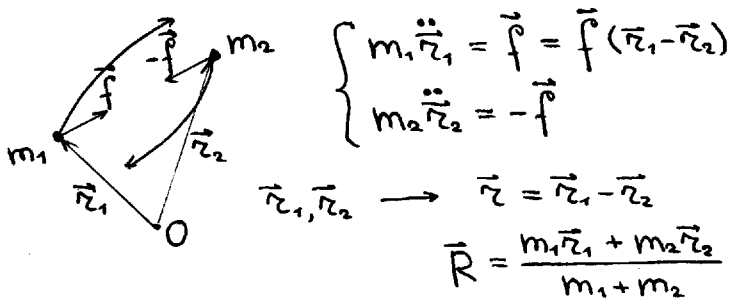 m₁ m₂ f⃗ -f⃗ r⃗₁ r⃗₂ O
m₁r⃗̈₁ = f⃗ = f⃗(r⃗₁-r⃗₂)
m₂r⃗̈₂ = -f⃗
r⃗₁, r⃗₂ → r⃗ = r⃗₁-r⃗₂
R⃗ = (m₁r⃗₁ + m₂r⃗₂)/(m₁ + m₂)